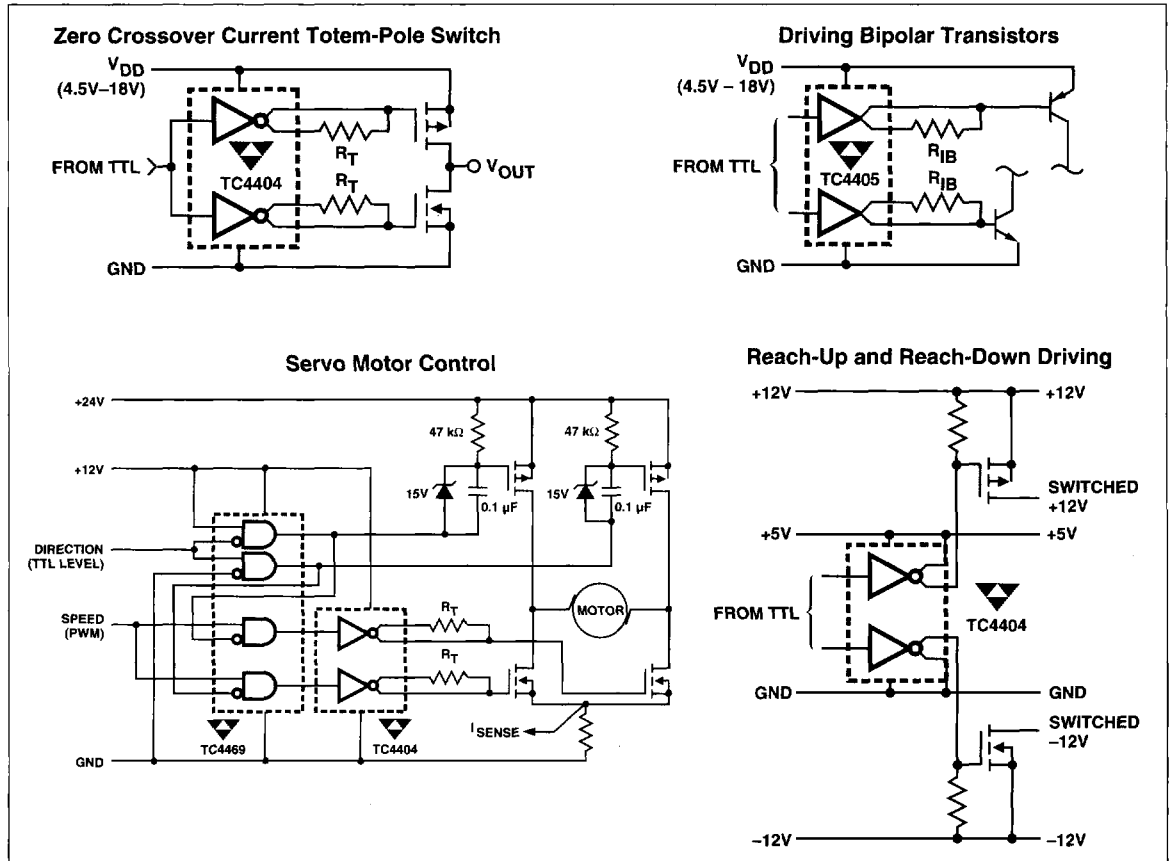 Zero Crossover Current Totem-Pole Switch
VDD
(4.5V–18V)
FROM TTL
RT
TC4404
RT
VOUT
GND
Driving Bipolar Transistors
VDD
(4.5V – 18V)
FROM TTL
RIB
TC4405
RIB
GND
Servo Motor Control
+24V
47 kΩ
47 kΩ
+12V
15V
0.1 µF
15V
0.1 µF
DIRECTION
(TTL LEVEL)
MOTOR
SPEED
(PWM)
RT
RT
ISENSE
TC4469
TC4404
GND
Reach-Up and Reach-Down Driving
+12V
+12V
SWITCHED
+12V
+5V
+5V
FROM TTL
TC4404
GND
GND
SWITCHED
–12V
–12V
–12V